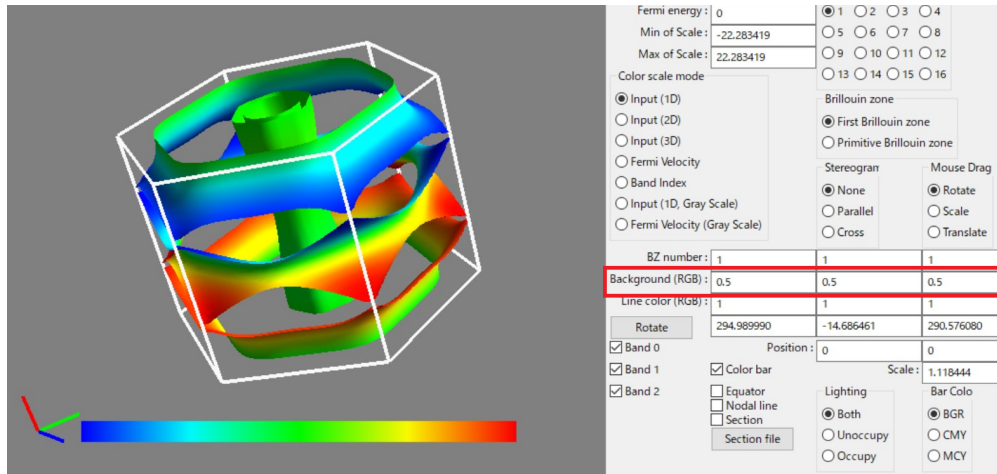 Fermi energy : 0
1 2 3 4
Min of Scale : -22.283419
5 6 7 8
Max of Scale : 22.283419
9 10 11 12
13 14 15 16
Color scale mode
Input (1D)
Input (2D)
Input (3D)
Fermi Velocity
Band Index
Input (1D, Gray Scale)
Fermi Velocity (Gray Scale)
Brillouin zone
First Brillouin zone
Primitive Brillouin zone
Stereogram
None
Parallel
Cross
Mouse Drag
Rotate
Scale
Translate
BZ number : 1 1 1
Background (RGB) : 0.5 0.5 0.5
Line color (RGB) : 1 1 1
Rotate 294.989990 -14.686461 290.576080
Band 0 Position : 0 0
Band 1 Color bar Scale : 1.118444
Band 2
Equator
Nodal line
Section
Section file
Lighting
Both
Unoccupy
Occupy
Bar Colo
BGR
CMY
MCY